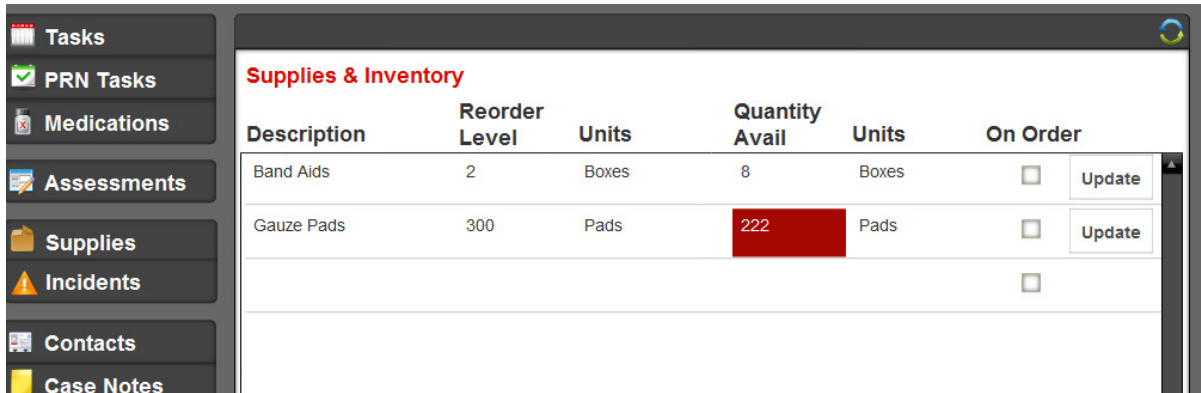 Tasks
PRN Tasks
Medications
Assessments
Supplies
Incidents
Contacts
Case Notes
Supplies & Inventory
Description Reorder Level Units Quantity Avail Units On Order
Band Aids 2 Boxes 8 Boxes Update
Gauze Pads 300 Pads 222 Pads Update